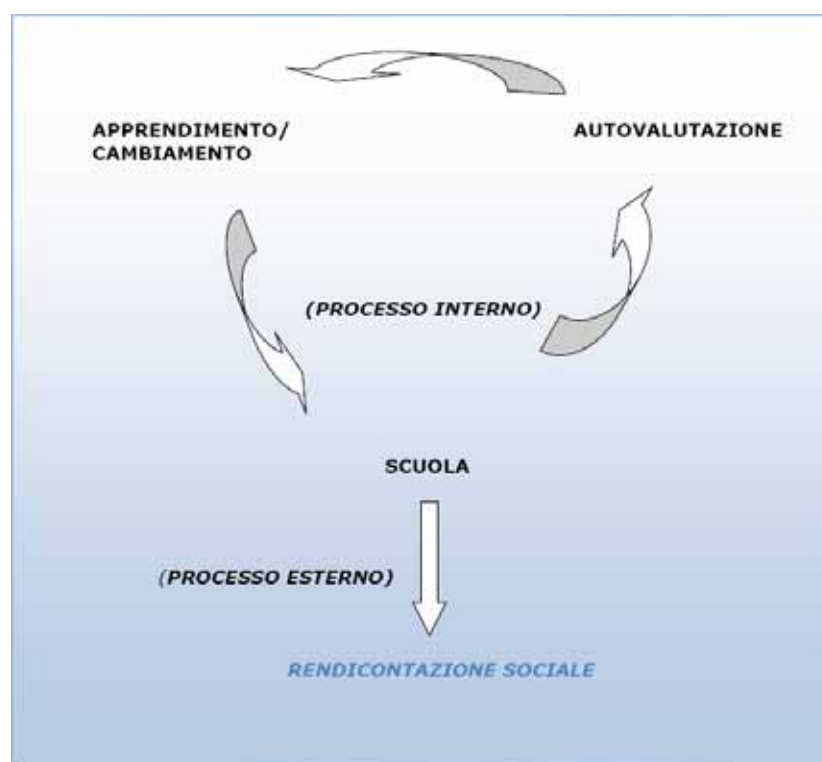 APPRENDIMENTO/
CAMBIAMENTO
AUTOVALUTAZIONE
(PROCESSO INTERNO)
SCUOLA
(PROCESSO ESTERNO)
RENDICONTAZIONE SOCIALE